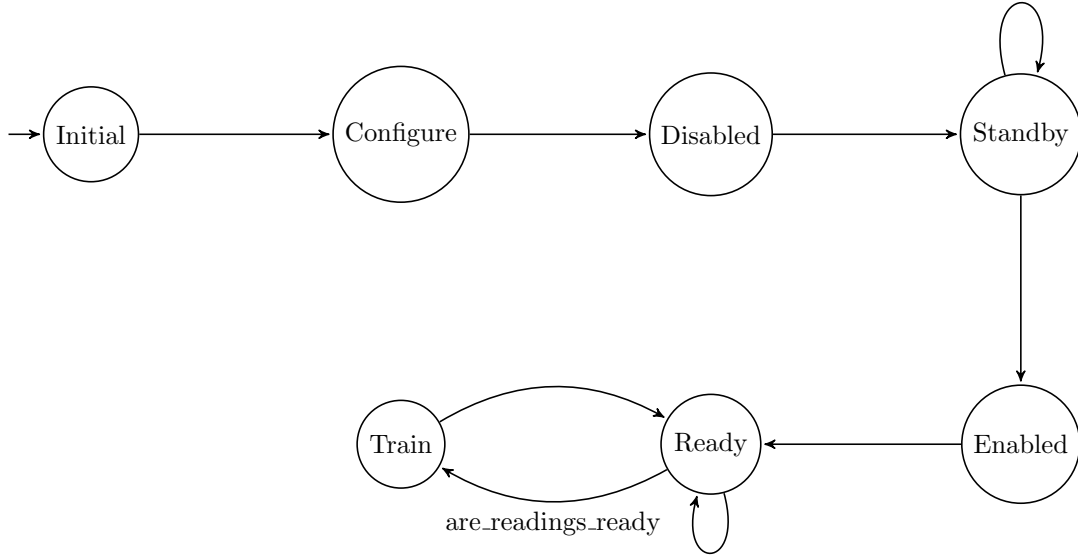 Initial
Configure
Disabled
Standby
Train
Ready
Enabled
are_readings_ready